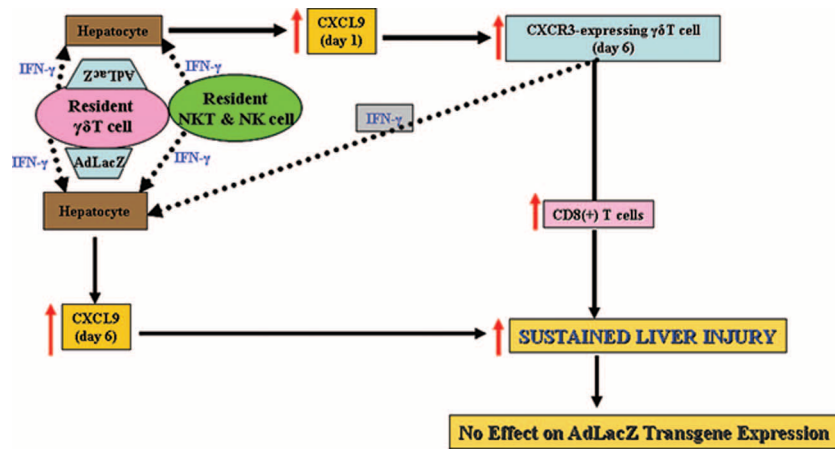 Hepatocyte
CXCL9
(day 1)
CXCR3-expressing γδT cell
(day 6)
IFN-γ
IFN-γ
AdLacZ
Resident
γδT cell
Resident
NKT & NK cell
IFN-γ
IFN-γ
IFN-γ
AdLacZ
Hepatocyte
CD8(+) T cells
CXCL9
(day 6)
SUSTAINED LIVER INJURY
No Effect on AdLacZ Transgene Expression